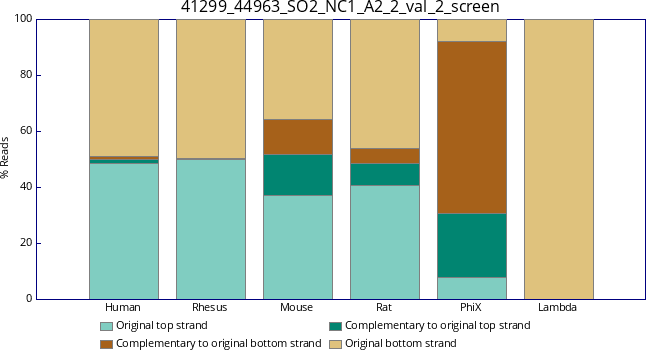 41299_44963_SO2_NC1_A2_2_val_2_screen
100
80
60
40
20
0
% Reads
Human Rhesus Mouse Rat PhiX Lambda
Original top strand Complementary to original top strand
Complementary to original bottom strand Original bottom strand